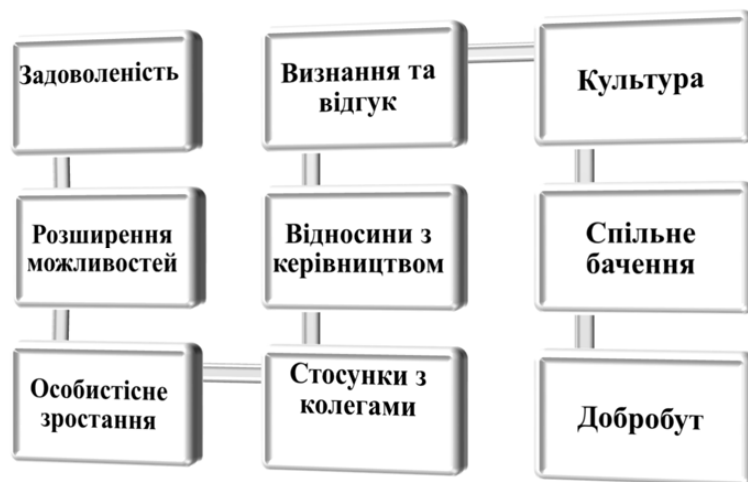 Задоволеність
Розширення
можливостей
Особистісне
зростання
Стосунки з
колегами
Відносини з
керівництвом
Визнання та
відгук
Культура
Спільне
бачення
Добробут